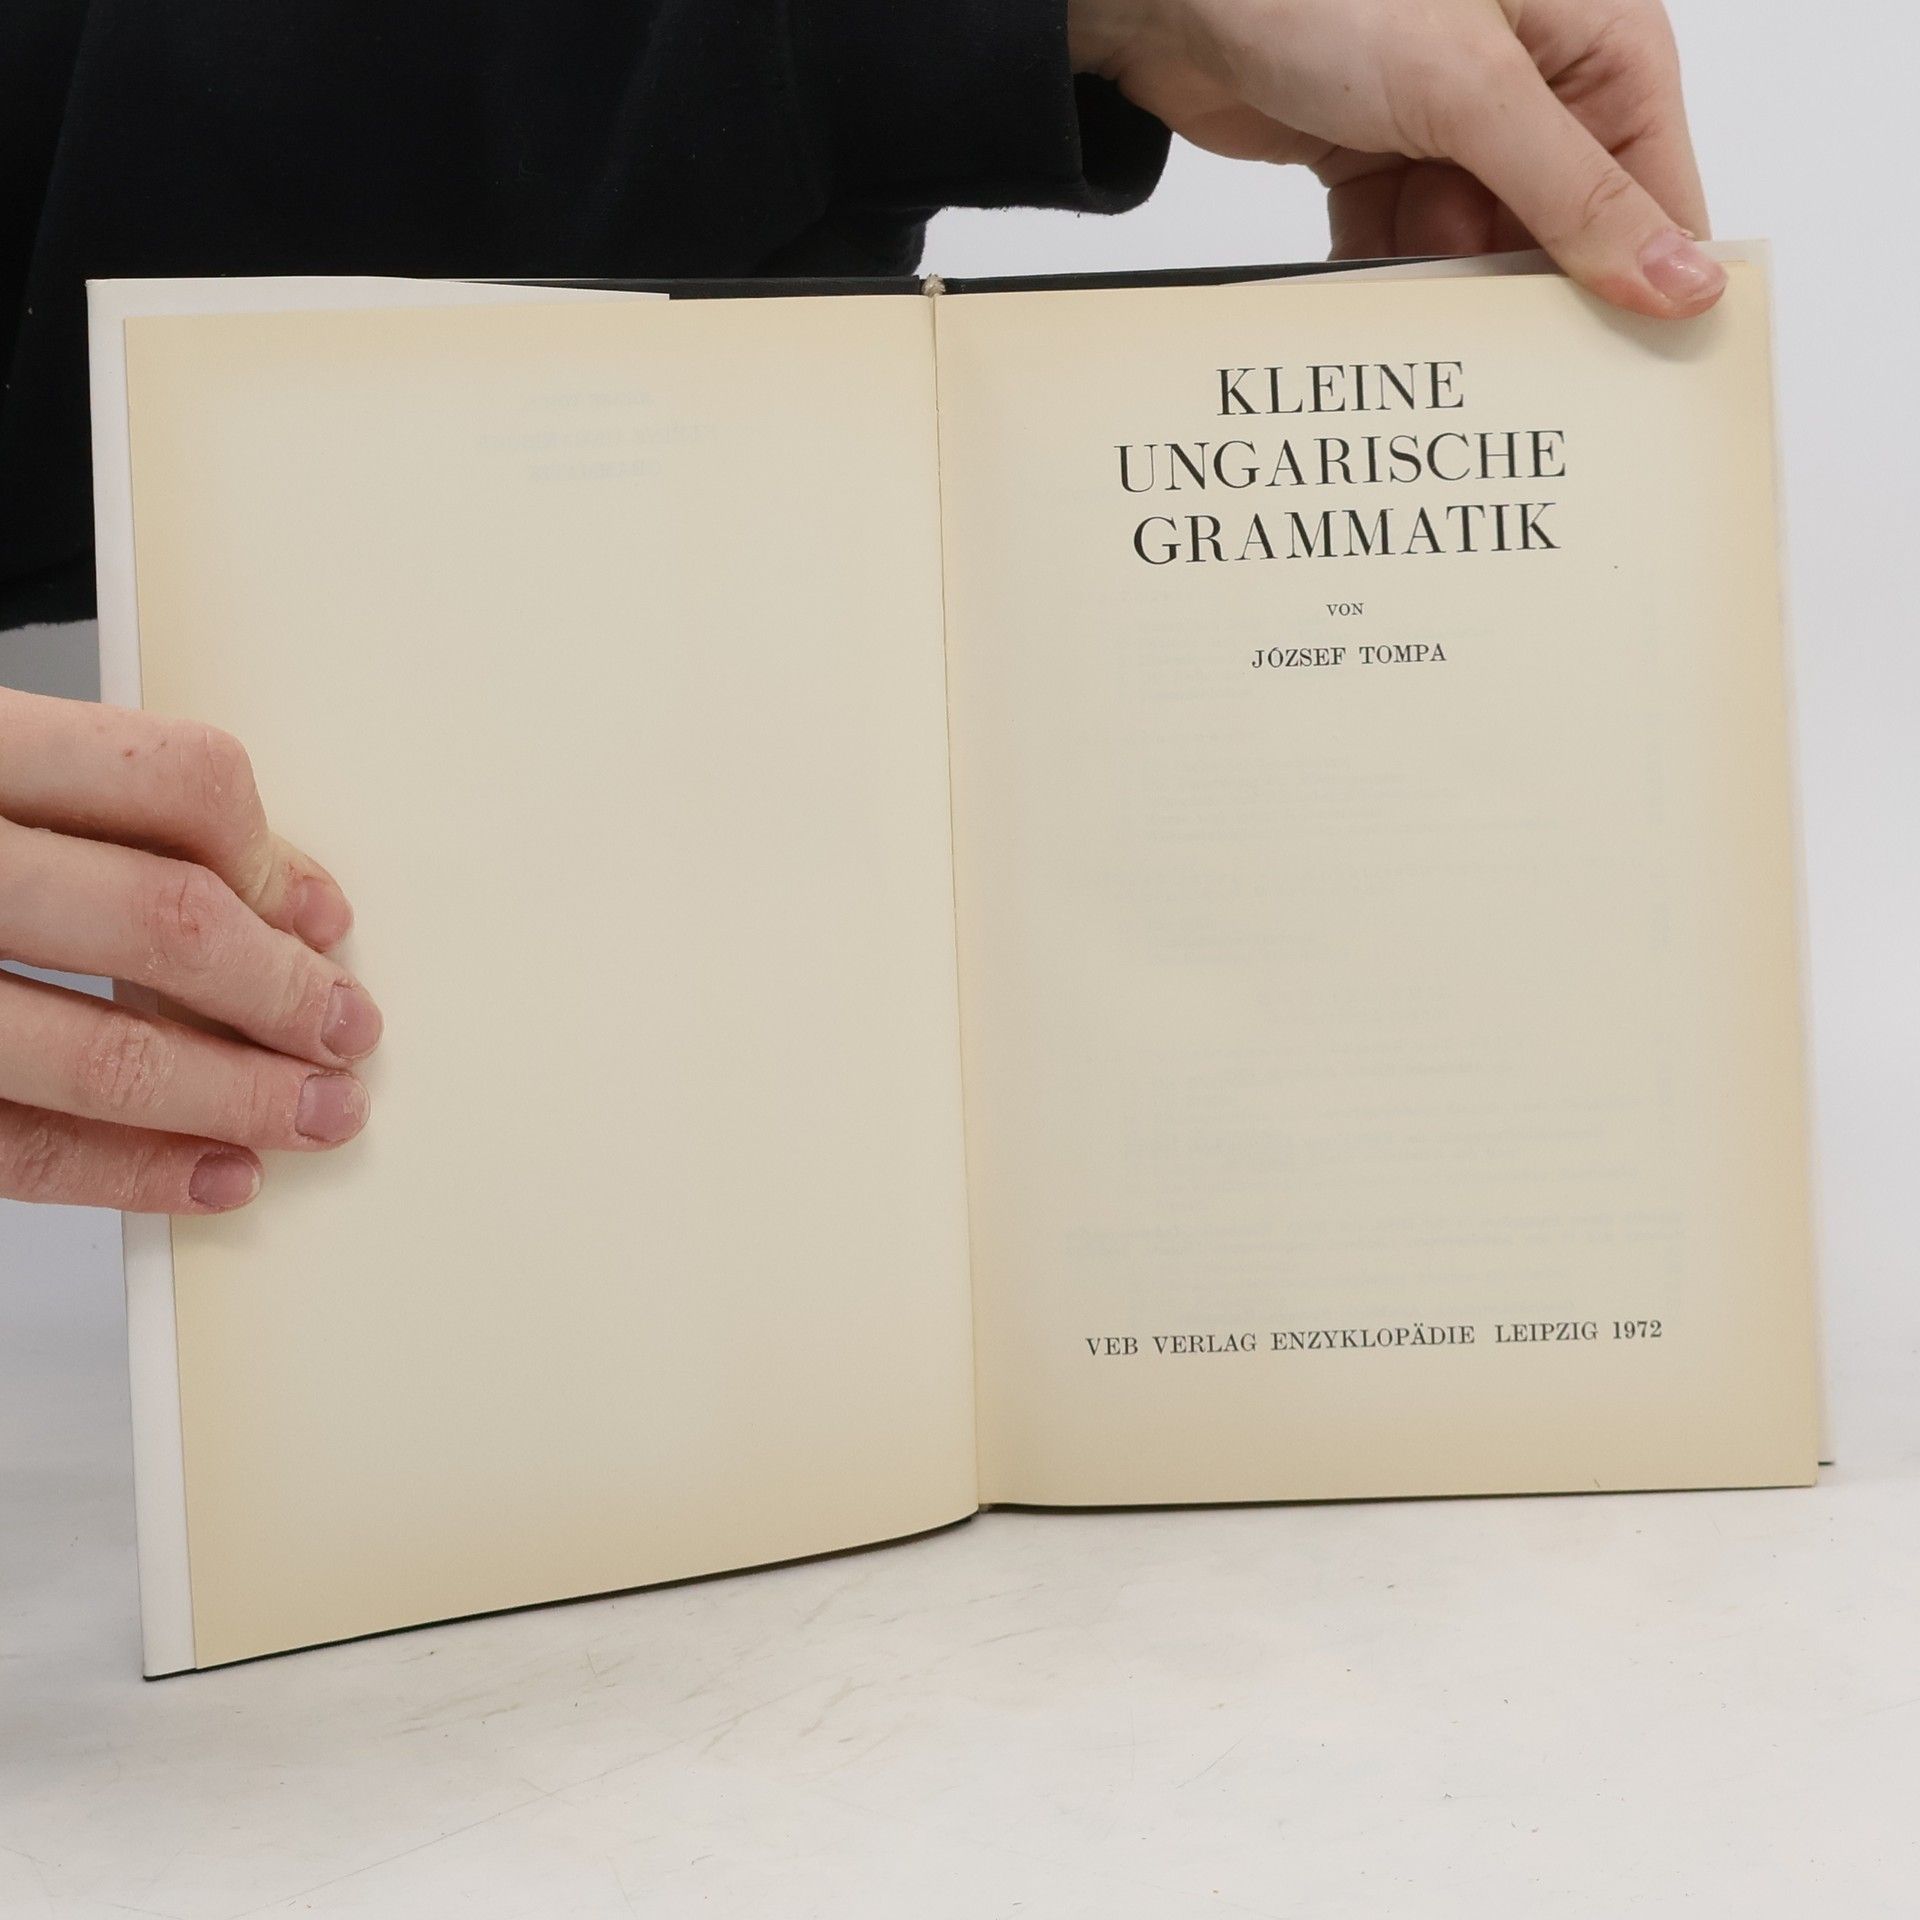 KLEINE
UNGARISCHE
GRAMMATIK
VON
JÓZSEF TOMPA
VEB VERLAG ENZYKLOPÄDIE LEIPZIG 1972